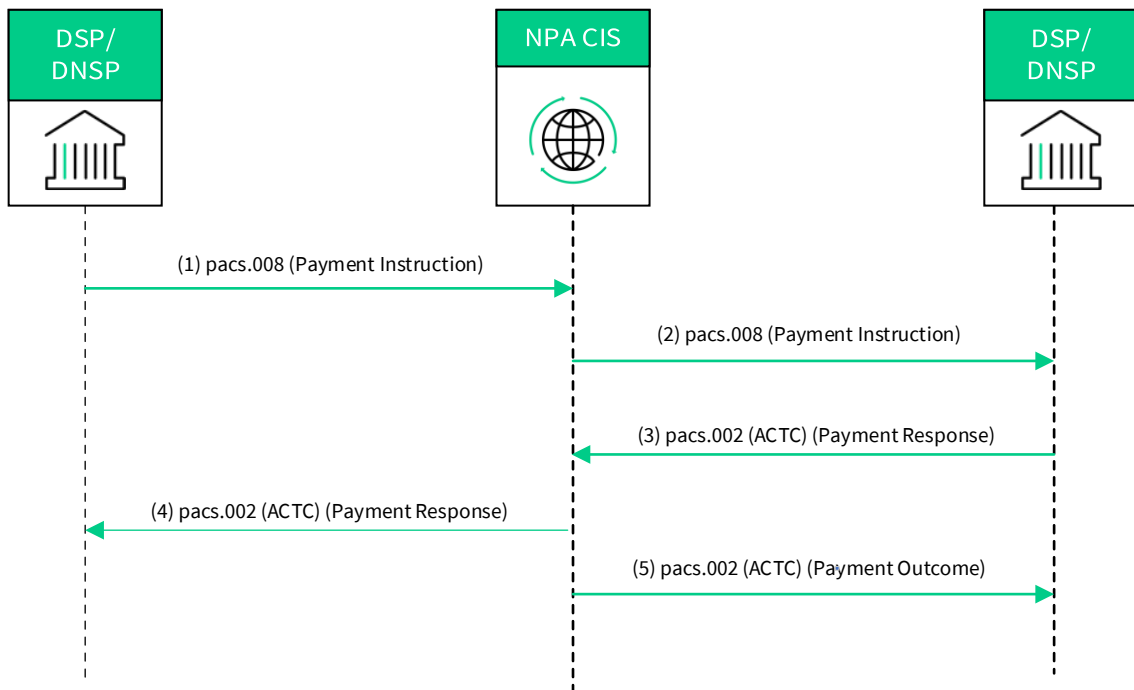 DSP/
DNSP
NPA CIS
DSP/
DNSP
(1) pacs.008 (Payment Instruction)
(2) pacs.008 (Payment Instruction)
(3) pacs.002 (ACTC) (Payment Response)
(4) pacs.002 (ACTC) (Payment Response)
(5) pacs.002 (ACTC) (Payment Outcome)